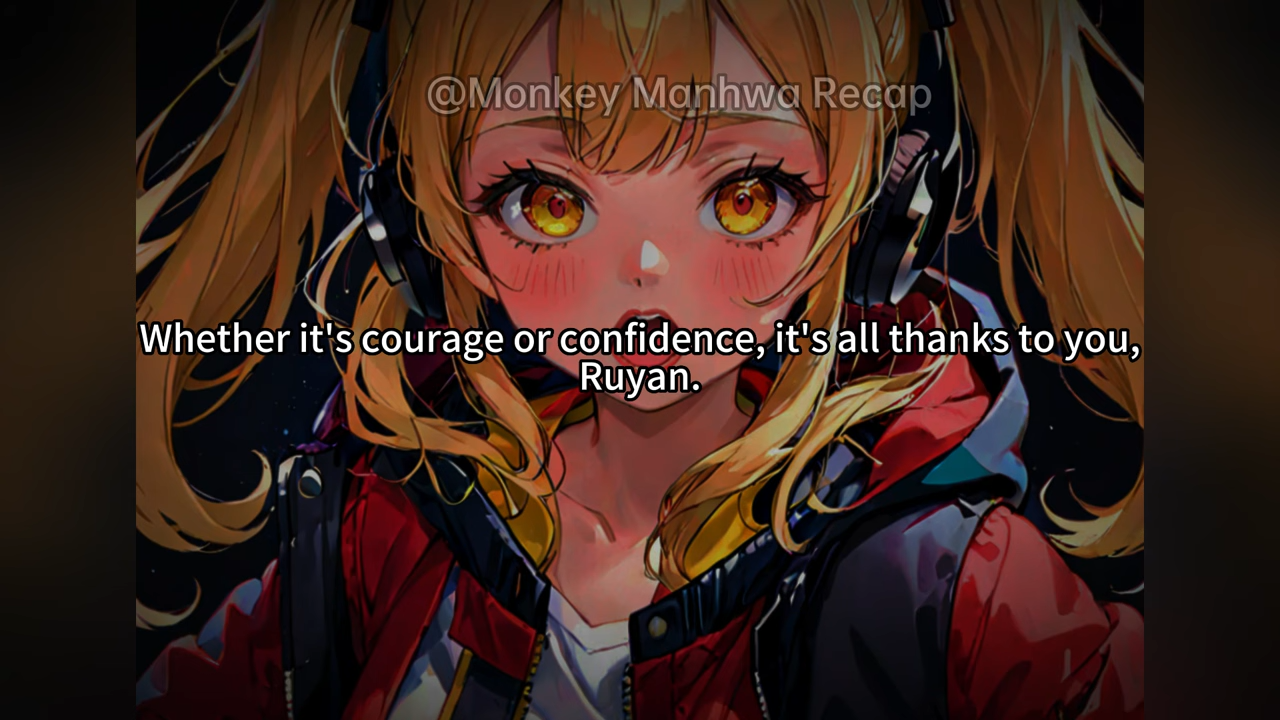 @Monkey Manhwa Recap
Whether it's courage or confidence, it's all thanks to you,
Ruyan.